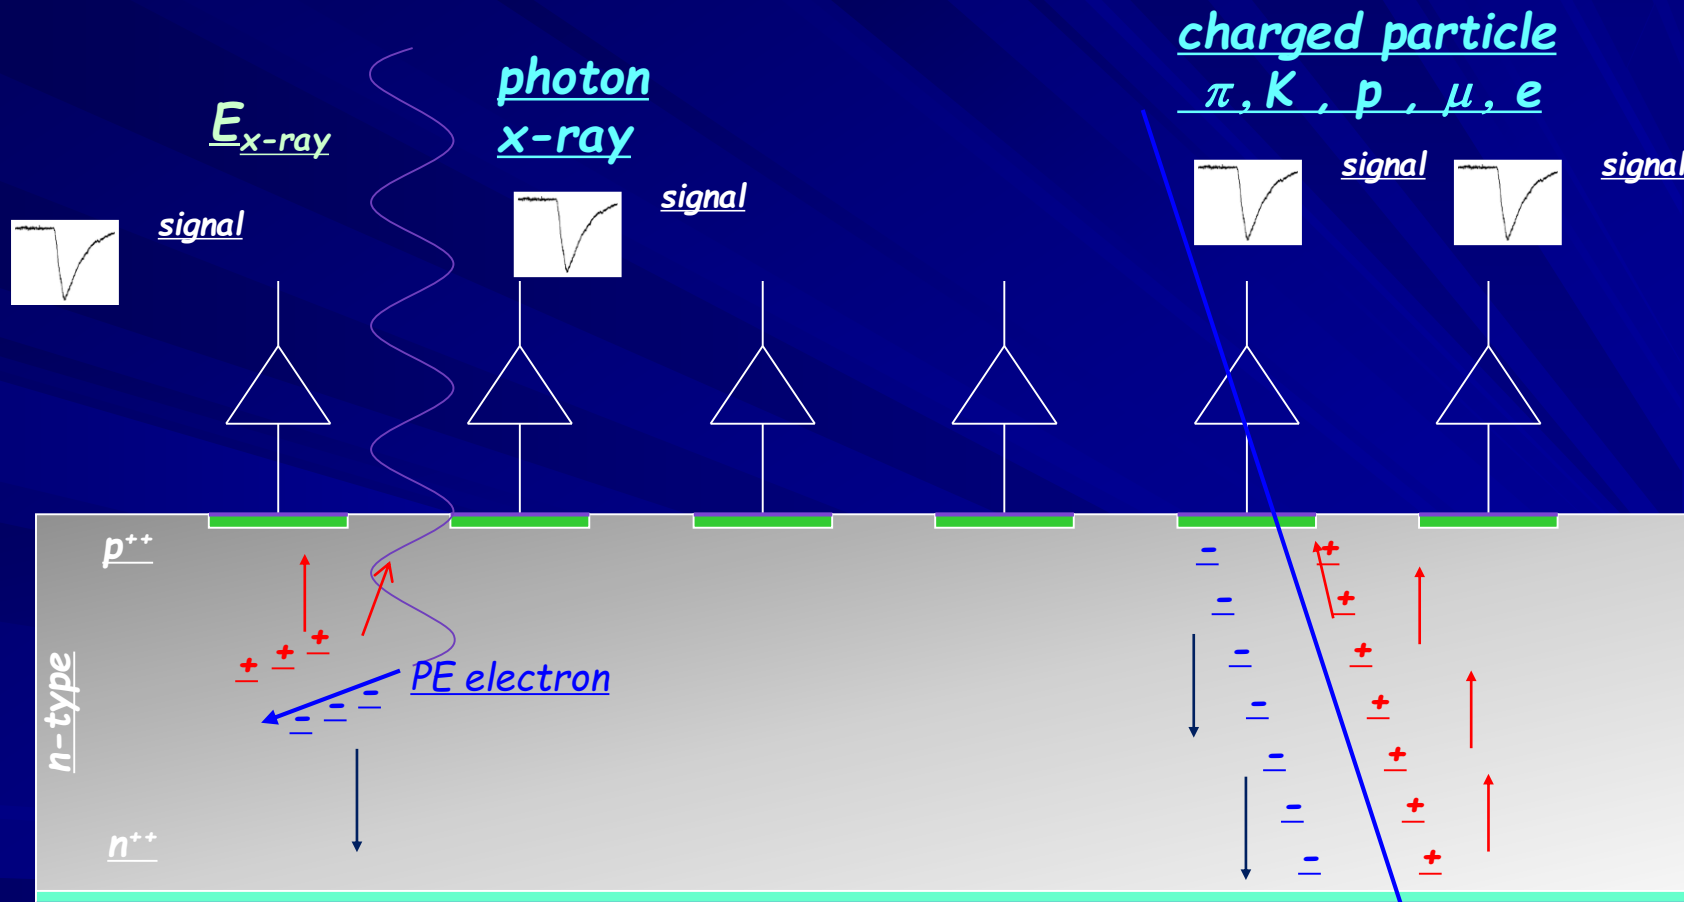 charged particle
π, K , p , μ, e
photon
x-ray
E x-ray
signal
signal
signal
signal
p++
+ + +
PE electron
- - -
n-type
n++
- +
- +
- +
- +
- +
- +
- +